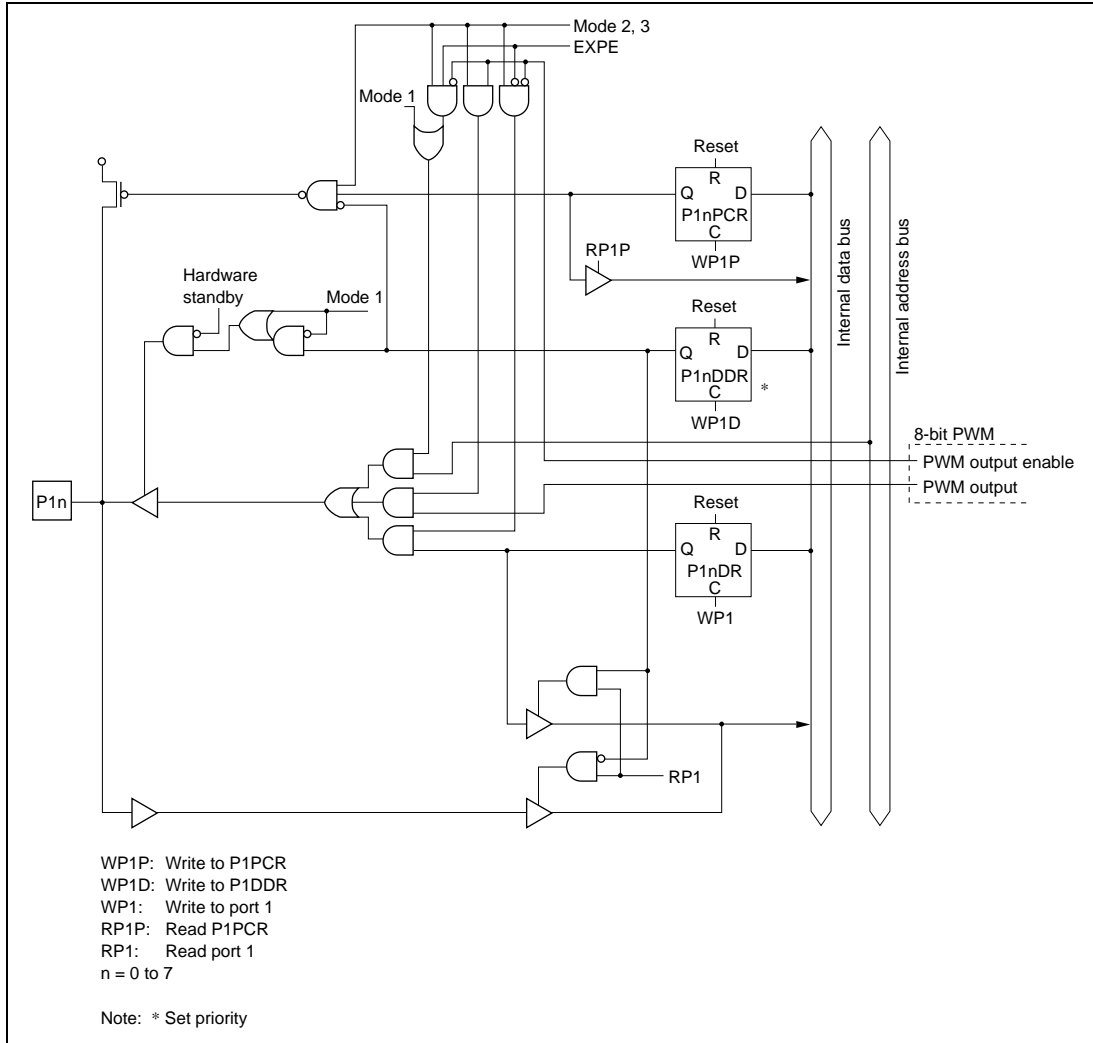 Mode 2, 3
EXPE
Mode 1
Reset
R
Q D
P1nPCR
C
WP1P
RP1P
Hardware
standby
Mode 1
Reset
R
Q D
P1nDDR
C
*
WP1D
Internal data bus
Internal address bus
8-bit PWM
PWM output enable
PWM output
P1n
Reset
R
Q D
P1nDR
C
WP1
RP1
WP1P: Write to P1PCR
WP1D: Write to P1DDR
WP1: Write to port 1
RP1P: Read P1PCR
RP1: Read port 1
n = 0 to 7
Note: * Set priority